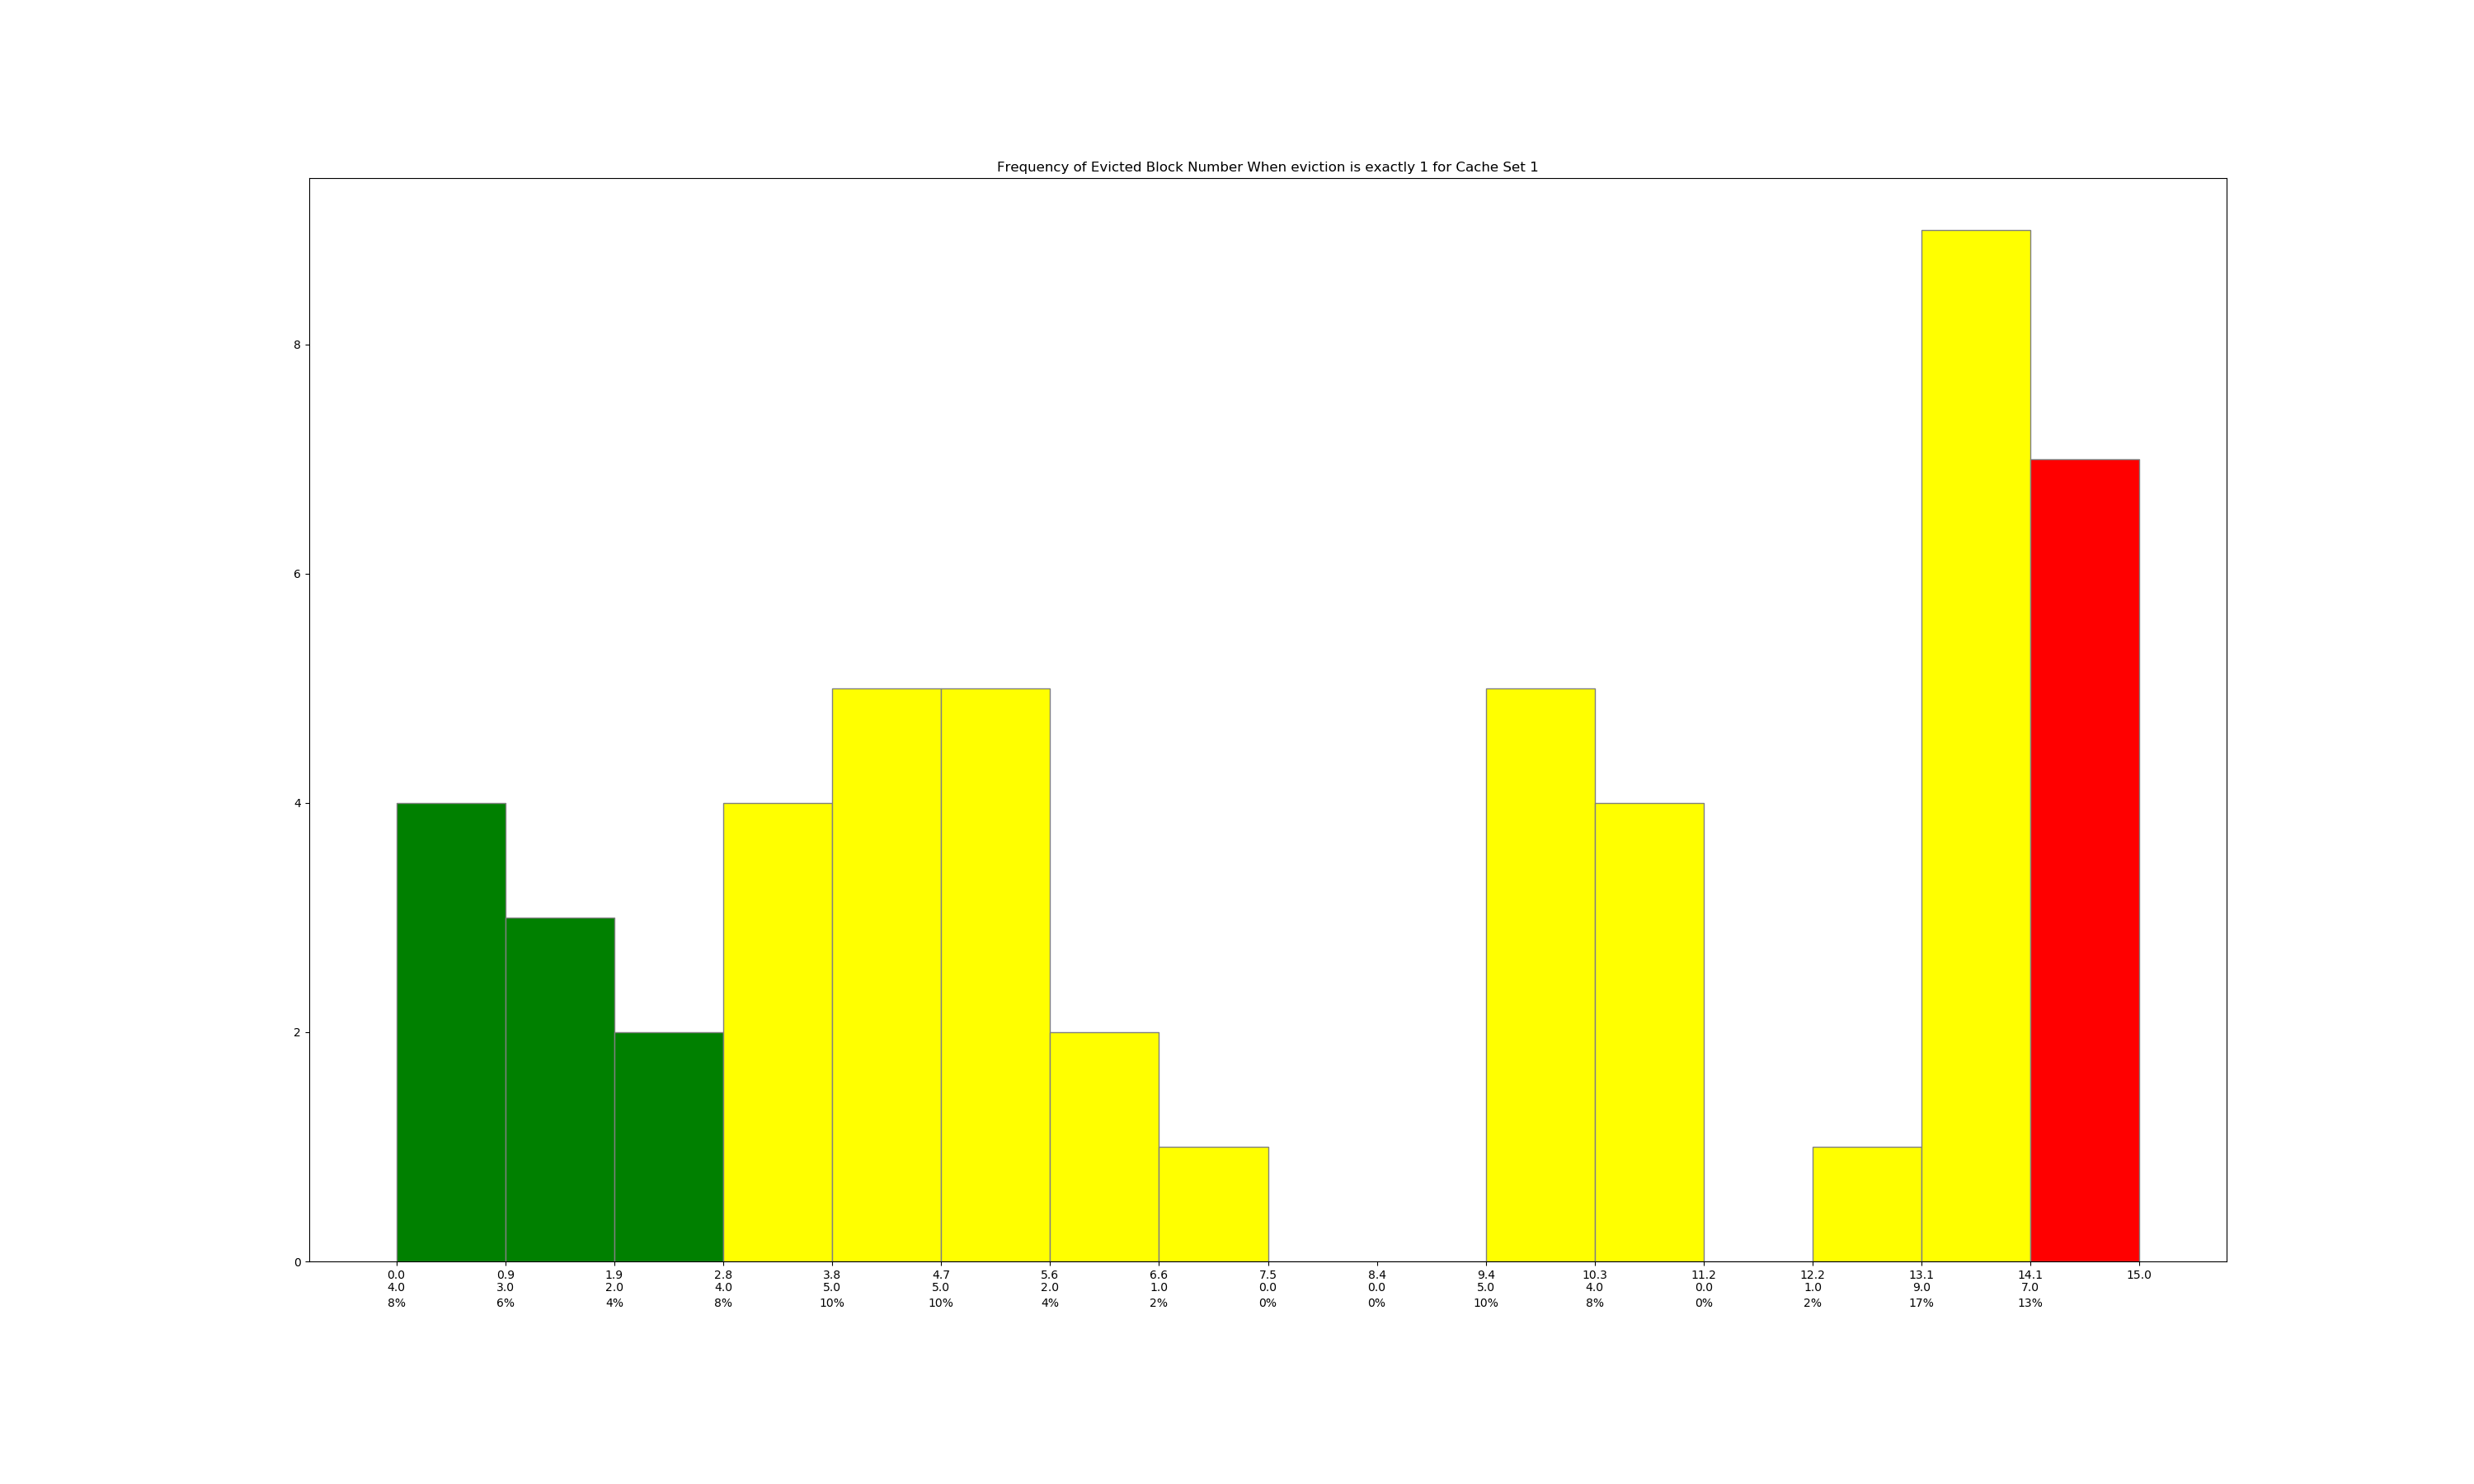 Frequency of Evicted Block Number When eviction is exactly 1 for Cache Set 1
8
6
4
2
0
0.0 0.9 1.9 2.8 3.8 4.7 5.6 6.6 7.5 8.4 9.4 10.3 11.2 12.2 13.1 14.1 15.0
4.0 3.0 2.0 4.0 5.0 5.0 2.0 1.0 0.0 0.0 5.0 4.0 0.0 1.0 9.0 7.0
8% 6% 4% 8% 10% 10% 4% 2% 0% 0% 10% 8% 0% 2% 17% 13%